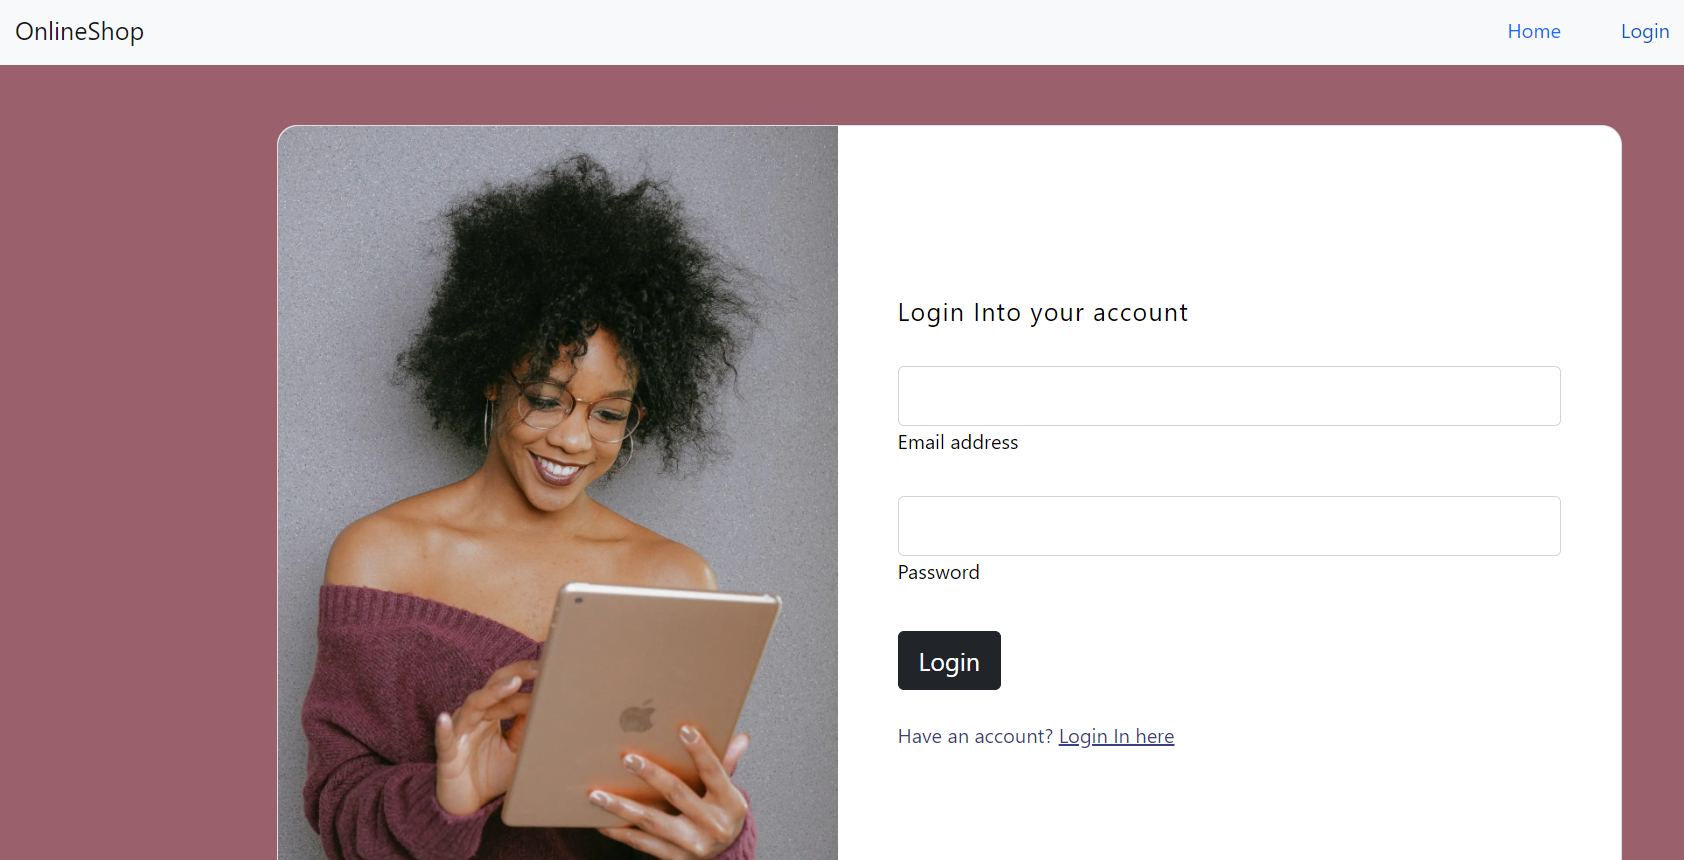 OnlineShop
Home
Login
Login Into your account
Email address
Password
Login
Have an account? Login In here